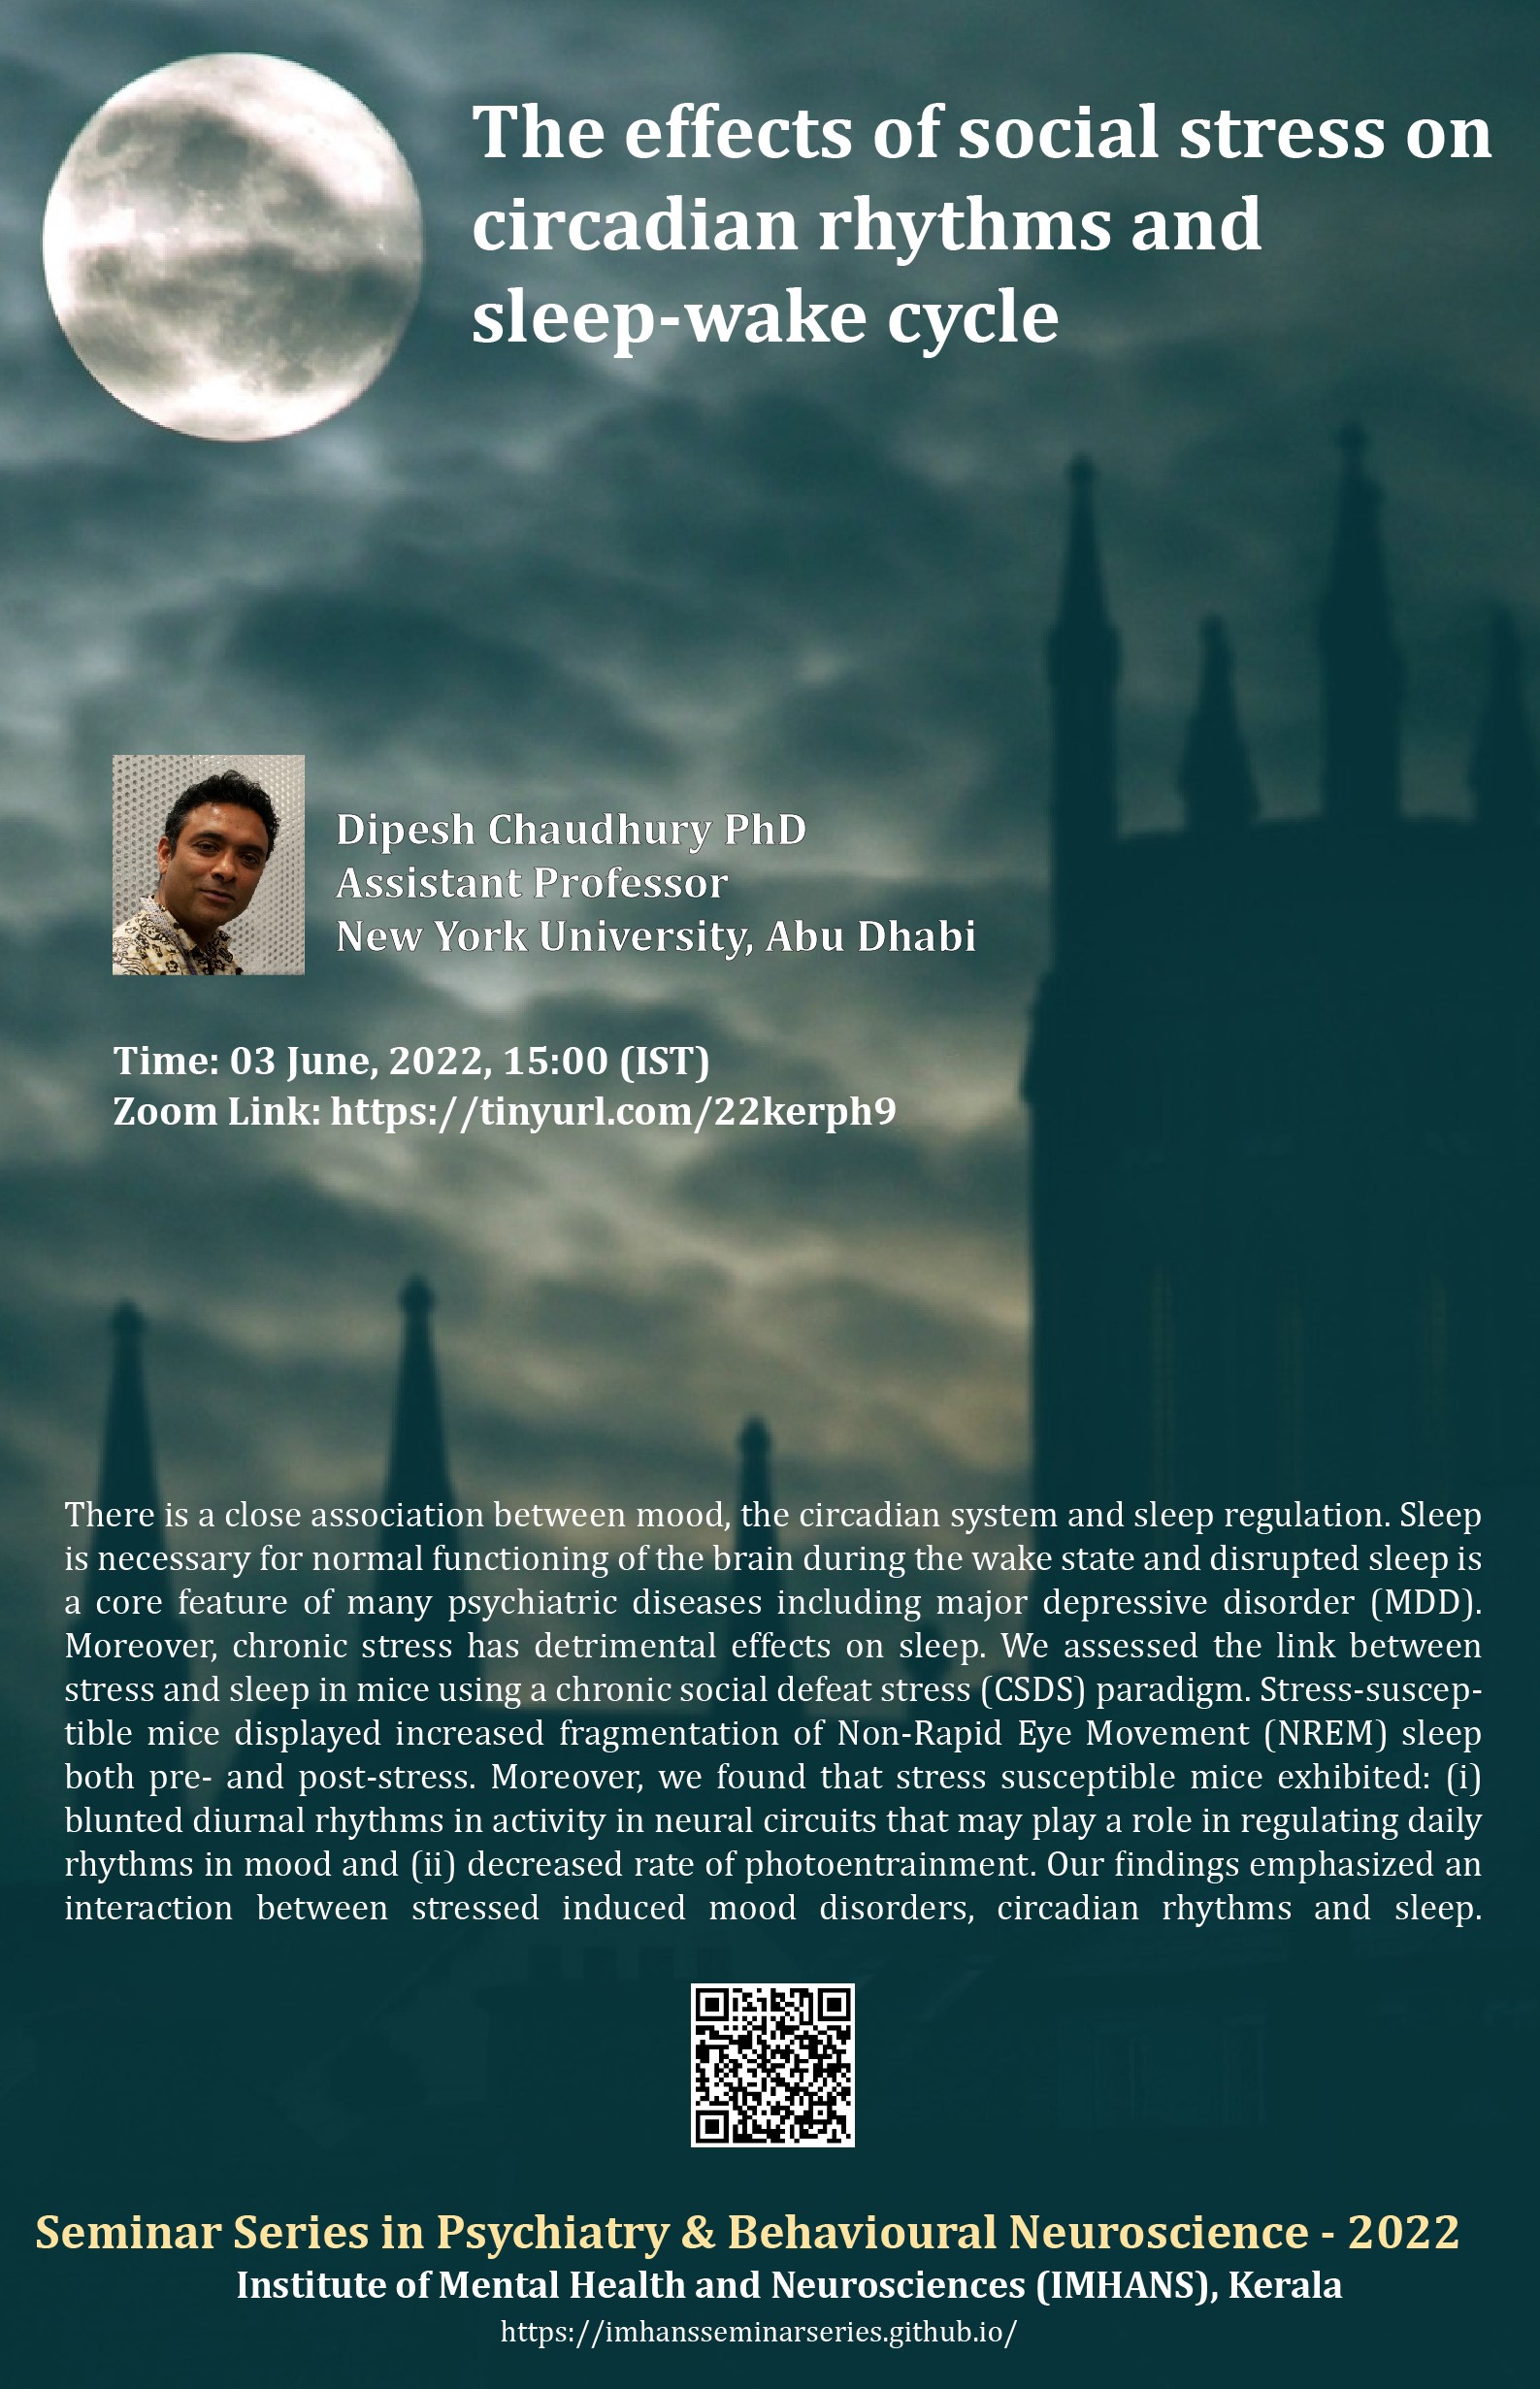 The effects of social stress on
circadian rhythms and
sleep-wake cycle
Dipesh Chaudhury PhD
Assistant Professor
New York University, Abu Dhabi
Time: 03 June, 2022, 15:00 (IST)
Zoom Link: https://tinyurl.com/22kerph9
There is a close association between mood, the circadian system and sleep regulation. Sleep
is necessary for normal functioning of the brain during the wake state and disrupted sleep is
a core feature of many psychiatric diseases including major depressive disorder (MDD).
Moreover, chronic stress has detrimental effects on sleep. We assessed the link between
stress and sleep in mice using a chronic social defeat stress (CSDS) paradigm. Stress-suscep-
tible mice displayed increased fragmentation of Non-Rapid Eye Movement (NREM) sleep
both pre- and post-stress. Moreover, we found that stress susceptible mice exhibited: (i)
blunted diurnal rhythms in activity in neural circuits that may play a role in regulating daily
rhythms in mood and (ii) decreased rate of photoentrainment. Our findings emphasized an
interaction between stressed induced mood disorders, circadian rhythms and sleep.
Seminar Series in Psychiatry & Behavioural Neuroscience - 2022
Institute of Mental Health and Neurosciences (IMHANS), Kerala
https://imhansseminarseries.github.io/